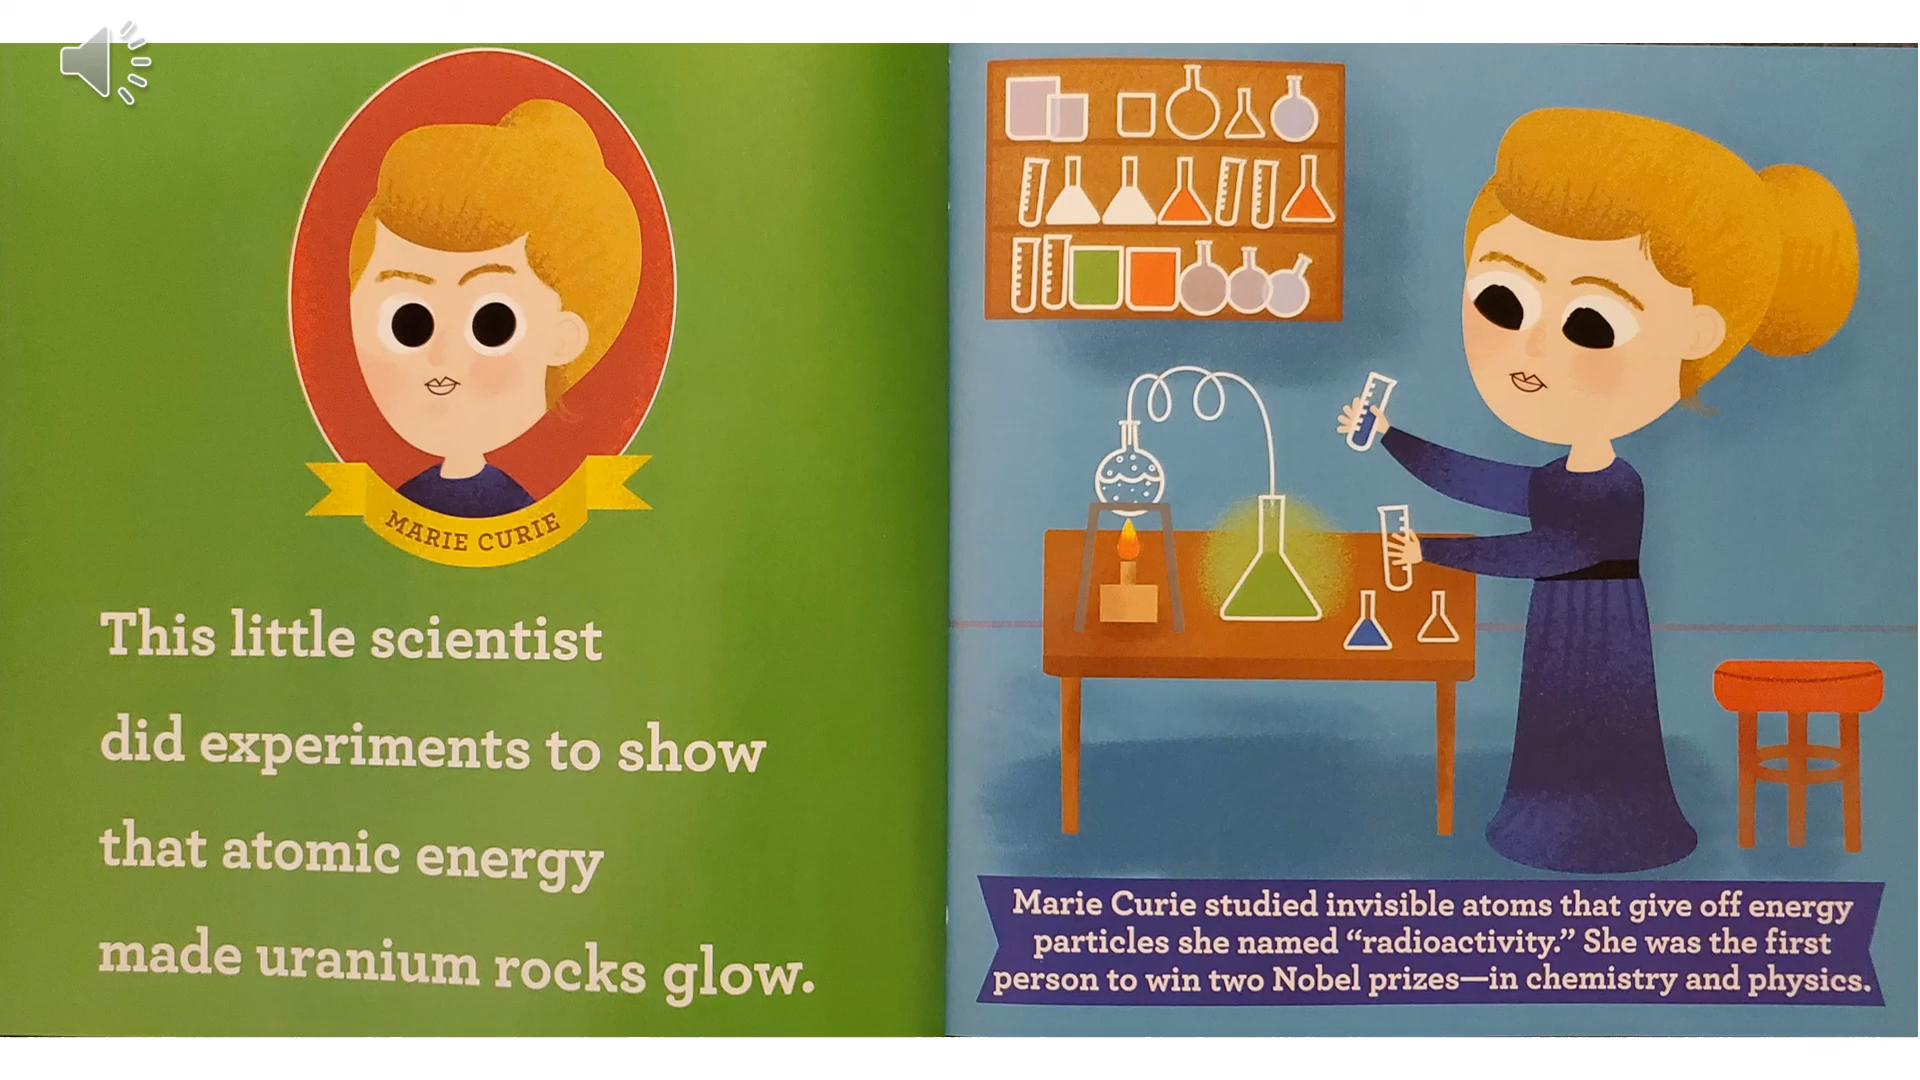 MARIE CURIE
This little scientist
did experiments to show
that atomic energy
made uranium rocks glow.
Marie Curie studied invisible atoms that give off energy
particles she named “radioactivity.” She was the first
person to win two Nobel prizes—in chemistry and physics.